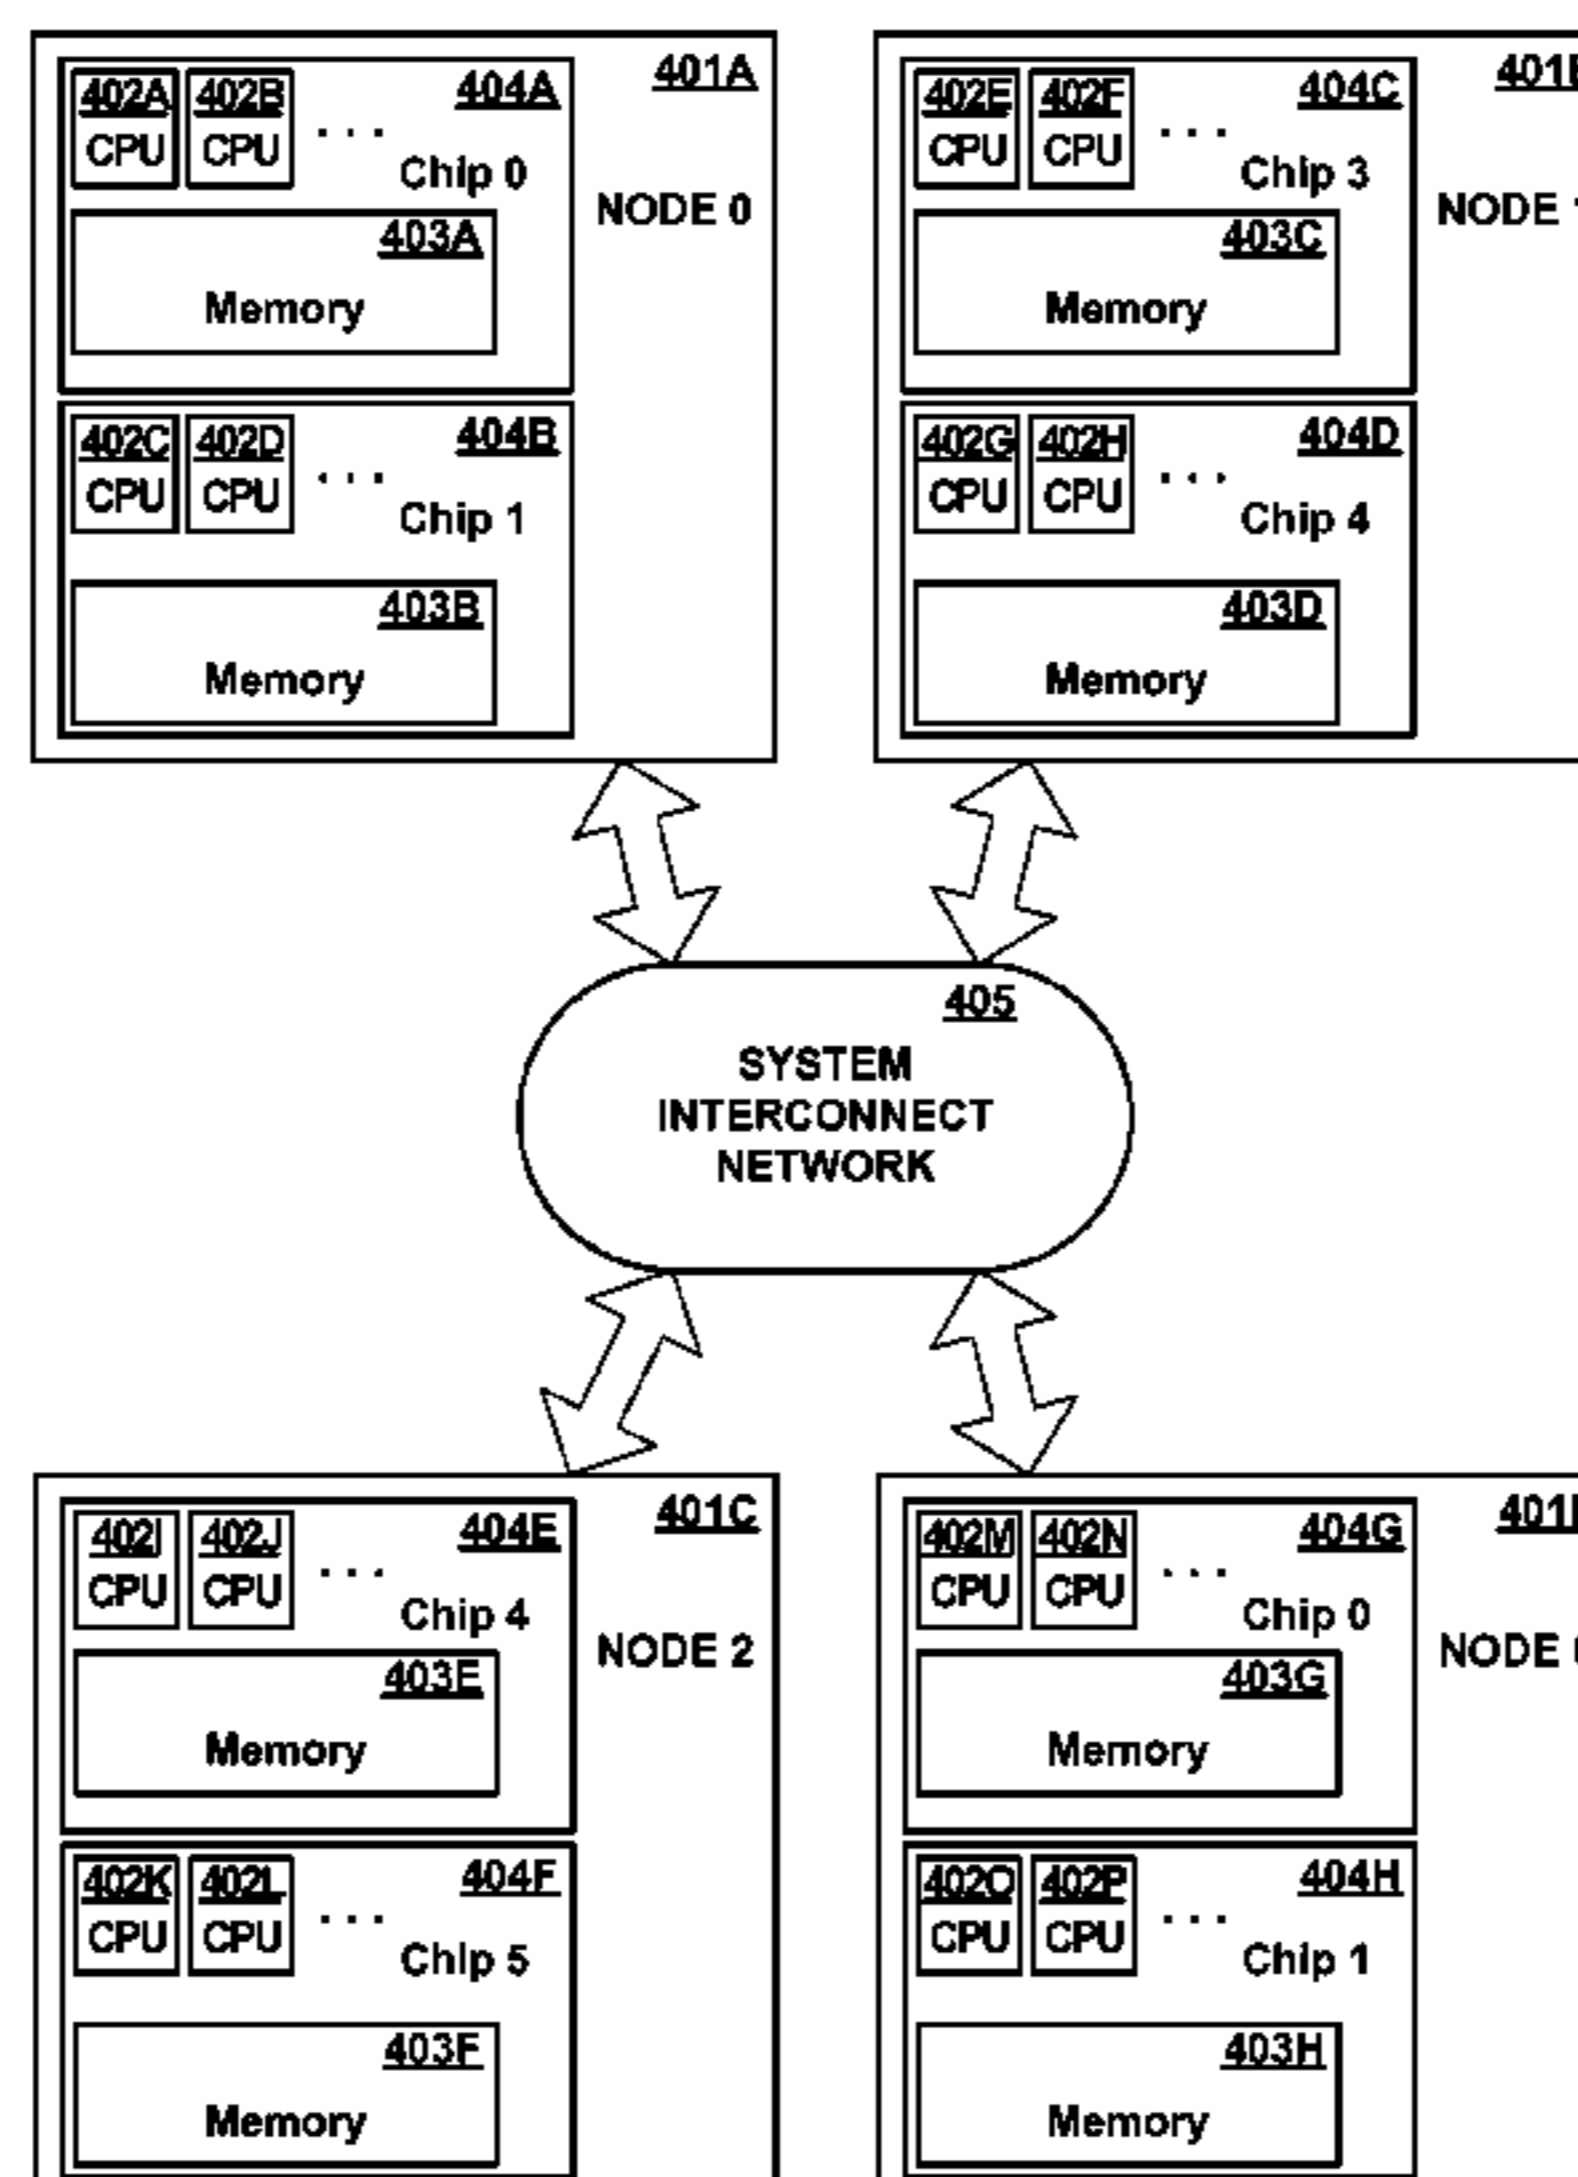 401A
404A
402A
402B
CPU
CPU
...
Chip 0
NODE 0
403A
Memory
404B
402C
402D
CPU
CPU
...
Chip 1
403B
Memory
404C
402E
402F
CPU
CPU
...
Chip 3
NODE
403C
Memory
404D
402G
402H
CPU
CPU
...
Chip 4
403D
Memory
405
SYSTEM
INTERCONNECT
NETWORK
401C
404E
402I
402J
CPU
CPU
...
Chip 4
NODE 2
403E
Memory
404F
402K
402L
CPU
CPU
...
Chip 5
403F
Memory
404G
402M
402N
CPU
CPU
...
Chip 0
NODE
403G
Memory
404H
402O
402P
CPU
CPU
...
Chip 1
403H
Memory